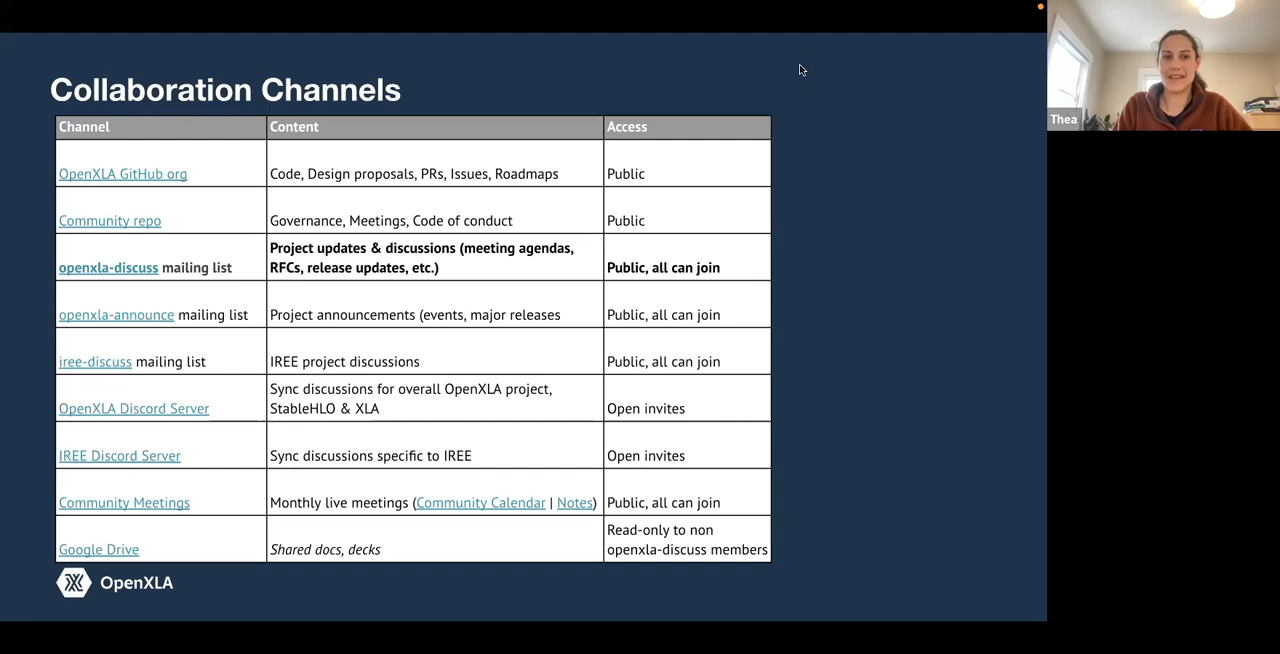 Collaboration Channels
Channel Content Access
OpenXLA GitHub org Code, Design proposals, PRs, Issues, Roadmaps Public
Community repo Governance, Meetings, Code of conduct Public
Project updates & discussions (meeting agendas,
openxla-discuss mailing list RFCs, release updates, etc.) Public, all can join
openxla-announce mailing list Project announcements (events, major releases Public, all can join
iree-discuss mailing list IREE project discussions Public, all can join
Sync discussions for overall OpenXLA project,
OpenXLA Discord Server StableHLO & XLA Open invites
IREE Discord Server Sync discussions specific to IREE Open invites
Community Meetings Monthly live meetings (Community Calendar | Notes) Public, all can join
Read-only to non
Google Drive Shared docs, decks openxla-discuss members
OpenXLA
Thea